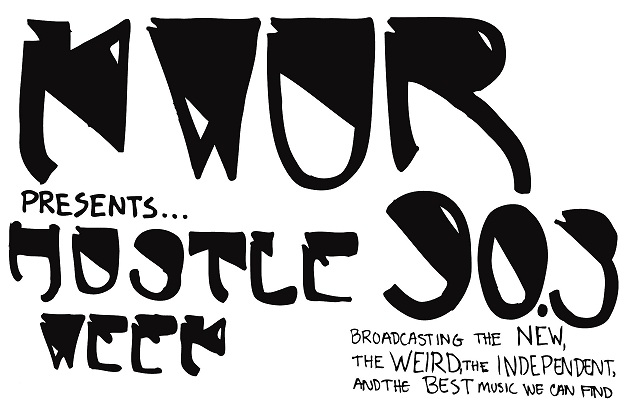 KWUR
PRESENTS...
HUSTLE
WEEK
90.3
BROADCASTING THE NEW,
THE WEIRD, THE INDEPENDENT,
AND THE BEST MUSIC WE CAN FIND